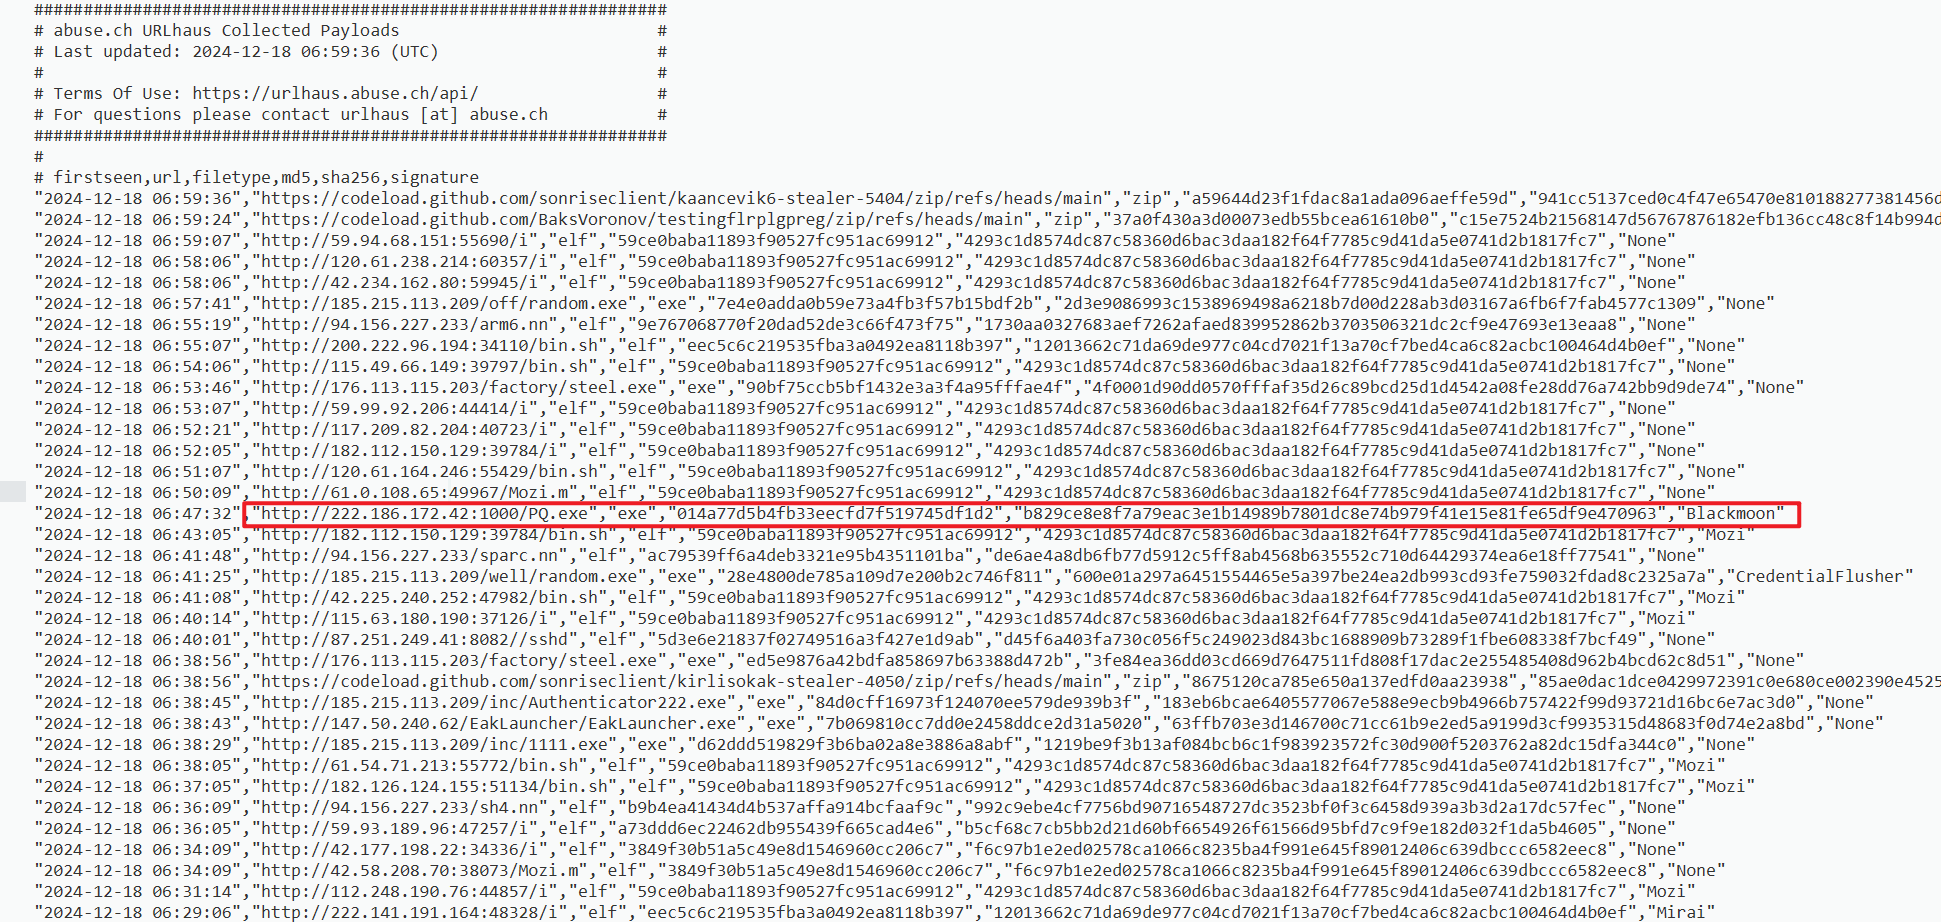 ################################################################
# abuse.ch URLhaus Collected Payloads #
# Last updated: 2024-12-18 06:59:36 (UTC) #
# #
# Terms Of Use: https://urlhaus.abuse.ch/api/ #
# For questions please contact urlhaus [at] abuse.ch #
################################################################
#
# firstseen,url,filetype,md5,sha256,signature
"2024-12-18 06:59:36","https://codeload.github.com/sonriseclient/kaancevik6-stealer-5404/zip/refs/heads/main","zip","a59644d23f1fdac8a1ada096aeffe59d","941cc5137ced0c4f47e65470e810188277381456d
"2024-12-18 06:59:24","https://codeload.github.com/BaksVoronov/testingflrplgpreg/zip/refs/heads/main","zip","37a0f430a3d00073edb55bcea61610b0","c15e7524b21568147d56767876182efb136cc48c8f14b994d
"2024-12-18 06:59:07","http://59.94.68.151:55690/i","elf","59ce0baba11893f90527fc951ac69912","4293c1d8574dc87c58360d6bac3daa182f64f7785c9d41da5e0741d2b1817fc7","None"
"2024-12-18 06:58:06","http://120.61.238.214:60357/i","elf","59ce0baba11893f90527fc951ac69912","4293c1d8574dc87c58360d6bac3daa182f64f7785c9d41da5e0741d2b1817fc7","None"
"2024-12-18 06:58:06","http://42.234.162.80:59945/i","elf","59ce0baba11893f90527fc951ac69912","4293c1d8574dc87c58360d6bac3daa182f64f7785c9d41da5e0741d2b1817fc7","None"
"2024-12-18 06:57:41","http://185.215.113.209/off/random.exe","exe","7e4e0adda0b59e73a4fb3f57b15bdf2b","2d3e9086993c1538969498a6218b7d00d228ab3d03167a6fb6f7fab4577c1309","None"
"2024-12-18 06:55:19","http://94.156.227.233/arm6.nn","elf","9e767068770f20dad52de3c66f473f75","1730aa0327683aef7262afaed839952862b3703506321dc2cf9e47693e13eaa8","None"
"2024-12-18 06:55:07","http://200.222.96.194:34110/bin.sh","elf","eec5c6c219535fba3a0492ea8118b397","12013662c71da69de977c04cd7021f13a70cf7bed4ca6c82acbc100464d4b0ef","None"
"2024-12-18 06:54:06","http://115.49.66.149:39797/bin.sh","elf","59ce0baba11893f90527fc951ac69912","4293c1d8574dc87c58360d6bac3daa182f64f7785c9d41da5e0741d2b1817fc7","None"
"2024-12-18 06:53:46","http://176.113.115.203/factory/steel.exe","exe","90bf75ccb5bf1432e3a3f4a95fffae4f","4f0001d90dd0570fffaf35d26c89bcd25d1d4542a08fe28dd76a742bb9d9de74","None"
"2024-12-18 06:53:07","http://59.99.92.206:44414/i","elf","59ce0baba11893f90527fc951ac69912","4293c1d8574dc87c58360d6bac3daa182f64f7785c9d41da5e0741d2b1817fc7","None"
"2024-12-18 06:52:21","http://117.209.82.204:40723/i","elf","59ce0baba11893f90527fc951ac69912","4293c1d8574dc87c58360d6bac3daa182f64f7785c9d41da5e0741d2b1817fc7","None"
"2024-12-18 06:52:05","http://182.112.150.129:39784/i","elf","59ce0baba11893f90527fc951ac69912","4293c1d8574dc87c58360d6bac3daa182f64f7785c9d41da5e0741d2b1817fc7","None"
"2024-12-18 06:51:07","http://120.61.164.246:55429/bin.sh","elf","59ce0baba11893f90527fc951ac69912","4293c1d8574dc87c58360d6bac3daa182f64f7785c9d41da5e0741d2b1817fc7","None"
"2024-12-18 06:50:09","http://61.0.108.65:49967/Mozi.m","elf","59ce0baba11893f90527fc951ac69912","4293c1d8574dc87c58360d6bac3daa182f64f7785c9d41da5e0741d2b1817fc7","None"
"2024-12-18 06:47:32","http://222.186.172.42:1000/PQ.exe","exe","014a77d5b4fb33eecfd7f519745df1d2","b829ce8e8f7a79eac3e1b14989b7801dc8e74b979f41e15e81fe65df9e470963","Blackmoon"
"2024-12-18 06:43:05","http://182.112.150.129:39784/bin.sh","elf","59ce0baba11893f90527fc951ac69912","4293c1d8574dc87c58360d6bac3daa182f64f7785c9d41da5e0741d2b1817fc7","Mozi"
"2024-12-18 06:41:48","http://94.156.227.233/sparc.nn","elf","ac79539ff6a4deb3321e95b4351101ba","de6ae4a8db6fb77d5912c5ff8ab4568b635552c710d64429374ea6e18ff77541","None"
"2024-12-18 06:41:25","http://185.215.113.209/well/random.exe","exe","28e4800de785a109d7e200b2c746f811","600e01a297a6451554465e5a397be24ea2db993cd93fe759032fdad8c2325a7a","CredentialFlusher"
"2024-12-18 06:41:08","http://42.225.240.252:47982/bin.sh","elf","59ce0baba11893f90527fc951ac69912","4293c1d8574dc87c58360d6bac3daa182f64f7785c9d41da5e0741d2b1817fc7","Mozi"
"2024-12-18 06:40:14","http://115.63.180.190:37126/i","elf","59ce0baba11893f90527fc951ac69912","4293c1d8574dc87c58360d6bac3daa182f64f7785c9d41da5e0741d2b1817fc7","Mozi"
"2024-12-18 06:40:01","http://87.251.249.41:8082//sshd","elf","5d3e6e21837f02749516a3f427e1d9ab","d45f6a403fa730c056f5c249023d843bc1688909b73289f1fbe608338f7bcf49","None"
"2024-12-18 06:38:56","http://176.113.115.203/factory/steel.exe","exe","ed5e9876a42bdfa858697b63388d472b","3fe84ea36dd03cd669d7647511fd808f17dac2e255485408d962b4bcd62c8d51","None"
"2024-12-18 06:38:56","https://codeload.github.com/sonriseclient/kirlisokak-stealer-4050/zip/refs/heads/main","zip","8675120ca785e650a137edfd0aa23938","85ae0dac1dce0429972391c0e680ce002390e4525
"2024-12-18 06:38:45","http://185.215.113.209/inc/Authenticator222.exe","exe","84d0cff16973f124070ee579de939b3f","183eb6bcae6405577067e588e9ecb9b4966b757422f99d93721d16bc6e7ac3d0","None"
"2024-12-18 06:38:43","http://147.50.240.62/EakLauncher/EakLauncher.exe","exe","7b069810cc7dd0e2458ddce2d31a5020","63ffb703e3d146700c71cc61b9e2ed5a9199d3cf9935315d48683f0d74e2a8bd","None"
"2024-12-18 06:38:29","http://185.215.113.209/inc/1111.exe","exe","d62ddd519829f3b6ba02a8e3886a8abf","1219be9f3b13af084bcb6c1f983923572fc30d900f5203762a82dc15dfa344c0","None"
"2024-12-18 06:38:05","http://61.54.71.213:55772/bin.sh","elf","59ce0baba11893f90527fc951ac69912","4293c1d8574dc87c58360d6bac3daa182f64f7785c9d41da5e0741d2b1817fc7","Mozi"
"2024-12-18 06:37:05","http://182.126.124.155:51134/bin.sh","elf","59ce0baba11893f90527fc951ac69912","4293c1d8574dc87c58360d6bac3daa182f64f7785c9d41da5e0741d2b1817fc7","Mozi"
"2024-12-18 06:36:09","http://94.156.227.233/sh4.nn","elf","b9b4ea41434d4b537affa914bcfaaf9c","992c9ebe4cf7756bd90716548727dc3523bf0f3c6458d939a3b3d2a17dc57fec","None"
"2024-12-18 06:36:05","http://59.93.189.96:47257/i","elf","a73ddd6ec22462db955439f665cad4e6","b5cf68c7cb5bb2d21d60bf6654926f61566d95bfd7c9f9e182d032f1da5b4605","None"
"2024-12-18 06:34:09","http://42.177.198.22:34336/i","elf","3849f30b51a5c49e8d1546960cc206c7","f6c97b1e2ed02578ca1066c8235ba4f991e645f89012406c639dbccc6582eec8","None"
"2024-12-18 06:34:09","http://42.58.208.70:38073/Mozi.m","elf","3849f30b51a5c49e8d1546960cc206c7","f6c97b1e2ed02578ca1066c8235ba4f991e645f89012406c639dbccc6582eec8","None"
"2024-12-18 06:31:14","http://112.248.190.76:44857/i","elf","59ce0baba11893f90527fc951ac69912","4293c1d8574dc87c58360d6bac3daa182f64f7785c9d41da5e0741d2b1817fc7","Mozi"
"2024-12-18 06:29:06","http://222.141.191.164:48328/i","elf","eec5c6c219535fba3a0492ea8118b397","12013662c71da69de977c04cd7021f13a70cf7bed4ca6c82acbc100464d4b0ef","Mirai"